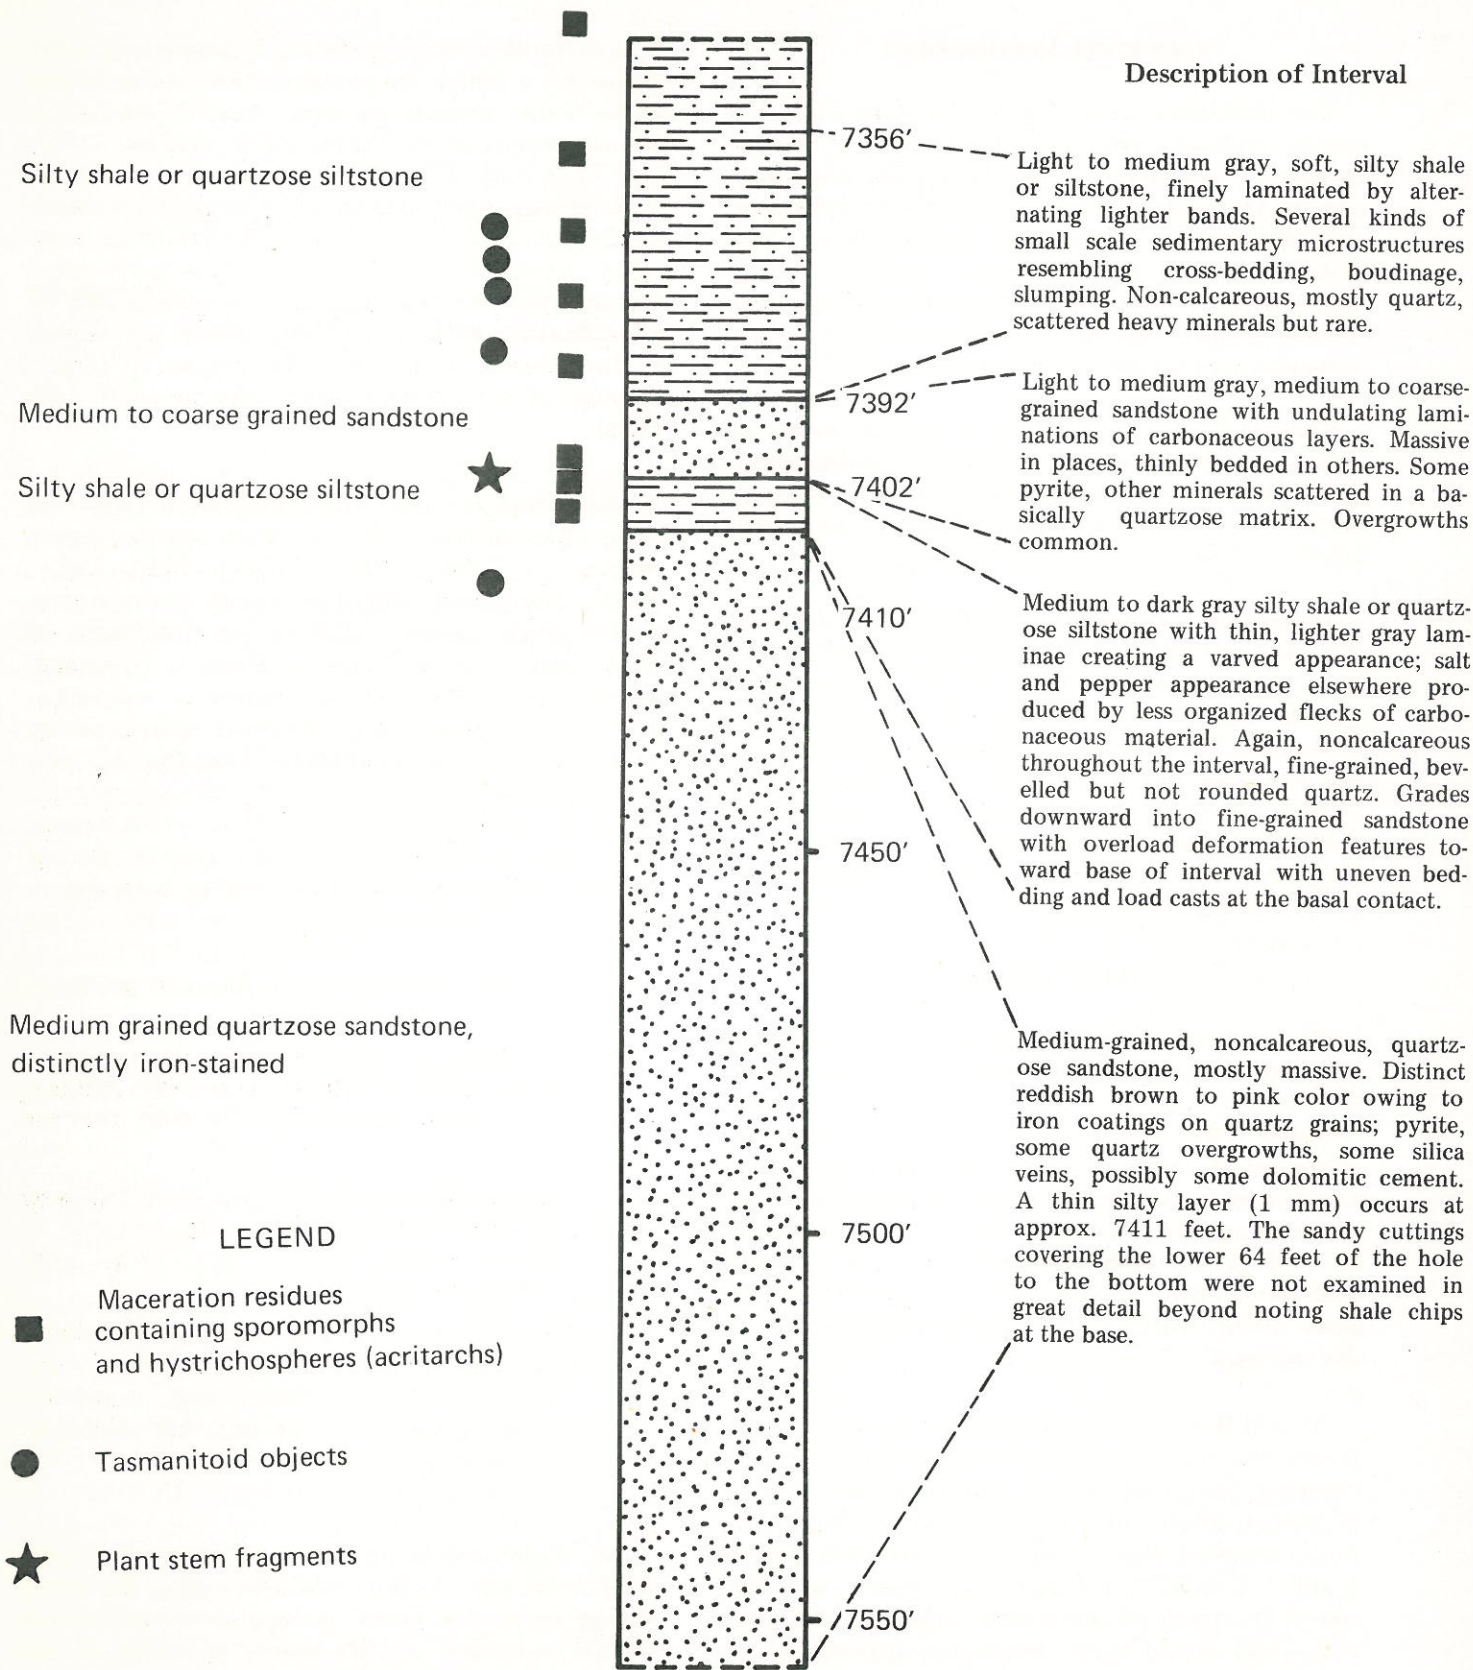 Description of Interval
7356′
Light to medium gray, soft, silty shale
or siltstone, finely laminated by alter-
nating lighter bands. Several kinds of
small scale sedimentary microstructures
resembling cross-bedding, boudinage,
slumping. Non-calcareous, mostly quartz,
scattered heavy minerals but rare.
Silty shale or quartzose siltstone
7392′
Light to medium gray, medium to coarse-
grained sandstone with undulating lami-
nations of carbonaceous layers. Massive
in places, thinly bedded in others. Some
pyrite, other minerals scattered in a ba-
sically quartzose matrix. Overgrowths
common.
Medium to coarse grained sandstone
7402′
Silty shale or quartzose siltstone
Medium to dark gray silty shale or quartz-
ose siltstone with thin, lighter gray lam-
inae creating a varved appearance; salt
and pepper appearance elsewhere pro-
duced by less organized flecks of carbo-
naceous material. Again, noncalcareous
throughout the interval, fine-grained, bev-
elled but not rounded quartz. Grades
downward into fine-grained sandstone
with overload deformation features to-
ward base of interval with uneven bed-
ding and load casts at the basal contact.
7410′
7450′
Medium grained quartzose sandstone,
distinctly iron-stained
Medium-grained, noncalcareous, quartz-
ose sandstone, mostly massive. Distinct
reddish brown to pink color owing to
iron coatings on quartz grains; pyrite,
some quartz overgrowths, some silica
veins, possibly some dolomitic cement.
A thin silty layer (1 mm) occurs at
approx. 7411 feet. The sandy cuttings
covering the lower 64 feet of the hole
to the bottom were not examined in
great detail beyond noting shale chips
at the base.
7500′
7550′
LEGEND
Maceration residues
containing sporomorphs
and hystrichospheres (acritarchs)
Tasmanitoid objects
Plant stem fragments